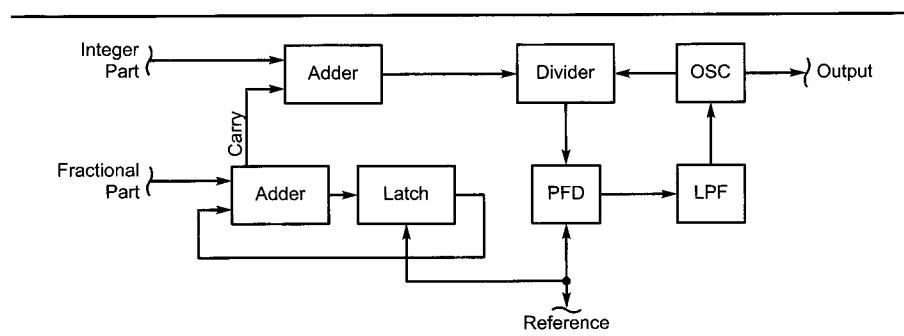 Integer
Part
Adder
Divider
OSC
Output
Carry
Fractional
Part
Adder
Latch
PFD
LPF
Reference